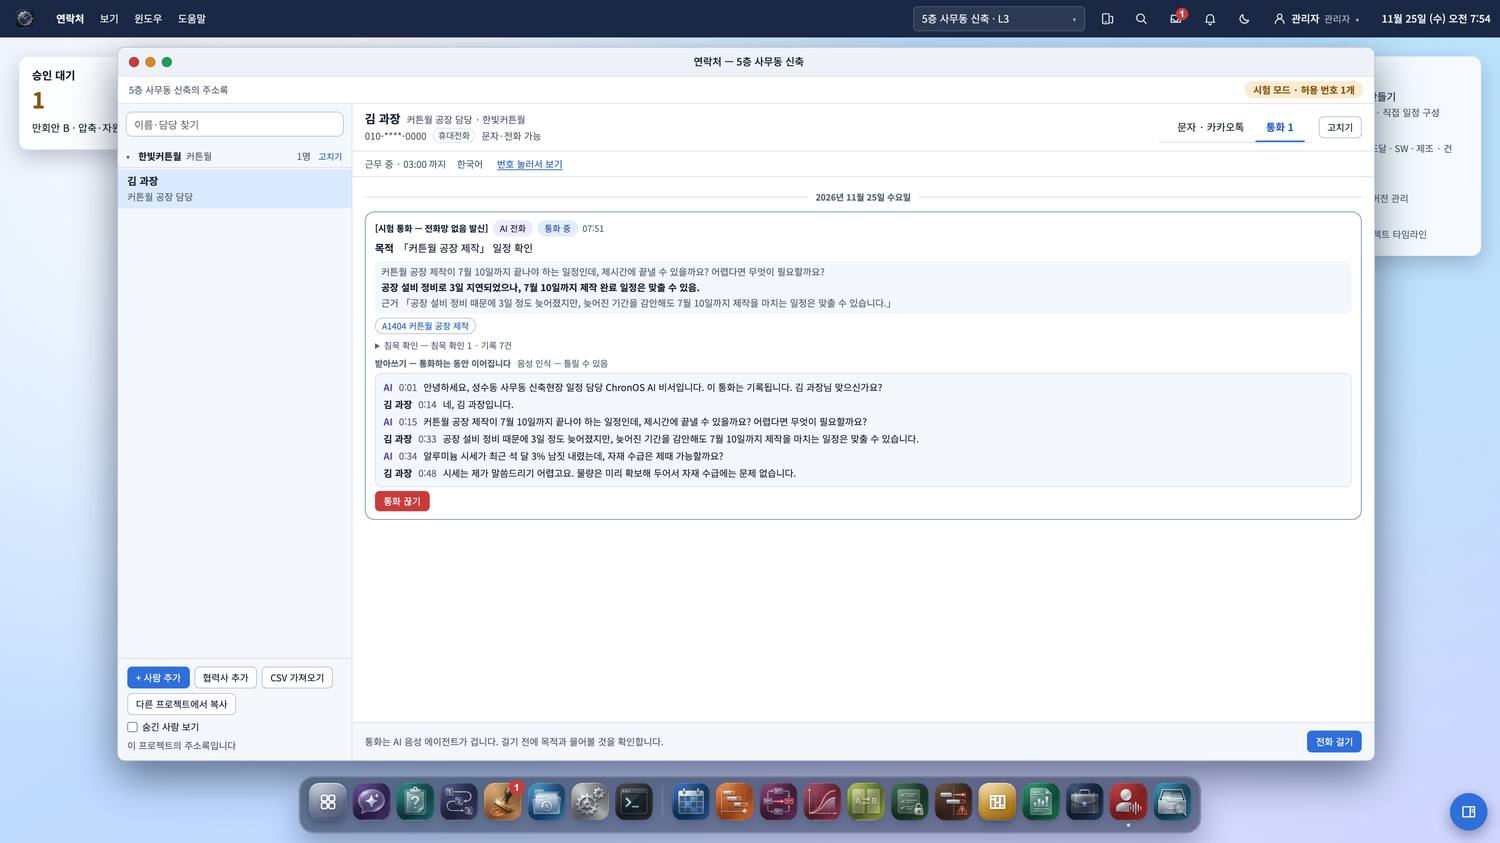 연락처 보기 윈도우 도움말
5층 사무동 신축 · L3
1
관리자 관리자
11월 25일 (수) 오전 7:54
승인 대기
1
만회안 B · 압축·자원
연락처 — 5층 사무동 신축
5층 사무동 신축의 주소록
시험 모드 · 허용 번호 1개
이름·담당 찾기
한빛커튼월 커튼월 1명 고치기
김 과장
커튼월 공장 담당
+ 사람 추가 협력사 추가 CSV 가져오기
다른 프로젝트에서 복사
숨긴 사람 보기
이 프로젝트의 주소록입니다
김 과장 커튼월 공장 담당 · 한빛커튼월
010-****-0000 휴대전화 문자·전화 가능
문자 · 카카오톡 통화 1 고치기
근무 중 · 03:00 까지 한국어 번호 눌러서 보기
2026년 11월 25일 수요일
[시험 통화 — 전화망 없음 발신] AI 전화 통화 중 07:51
목적 「커튼월 공장 제작」 일정 확인
커튼월 공장 제작이 7월 10일까지 끝나야 하는 일정인데, 제시간에 끝낼 수 있을까요? 어렵다면 무엇이 필요할까요?
공장 설비 정비로 3일 지연되었으나, 7월 10일까지 제작 완료 일정은 맞출 수 있음.
근거 「공장 설비 정비 때문에 3일 정도 늦어졌지만, 늦어진 기간을 감안해도 7월 10일까지 제작을 마치는 일정은 맞출 수 있습니다.」
A1404 커튼월 공장 제작
침묵 확인 — 침묵 확인 1 · 기록 7건
받아쓰기 — 통화하는 동안 이어집니다 음성 인식 — 틀릴 수 있음
AI 0:01 안녕하세요, 성수동 사무동 신축현장 일정 담당 ChronOS AI 비서입니다. 이 통화는 기록됩니다. 김 과장님 맞으신가요?
김 과장 0:14 네, 김 과장입니다.
AI 0:15 커튼월 공장 제작이 7월 10일까지 끝나야 하는 일정인데, 제시간에 끝낼 수 있을까요? 어렵다면 무엇이 필요할까요?
김 과장 0:33 공장 설비 정비 때문에 3일 정도 늦어졌지만, 늦어진 기간을 감안해도 7월 10일까지 제작을 마치는 일정은 맞출 수 있습니다.
AI 0:34 알루미늄 시세가 최근 석 달 3% 남짓 내렸는데, 자재 수급은 제때 가능할까요?
김 과장 0:48 시세는 제가 말씀드리기 어렵고요. 물량은 미리 확보해 두어서 자재 수급에는 문제 없습니다.
통화 끊기
통화는 AI 음성 에이전트가 겁니다. 걸기 전에 목적과 물어볼 것을 확인합니다.
전화 걸기
만들기
· 직접 일정 구성
조달 · SW · 제조 · 건
버전 관리
젝트 타임라인
1
A B